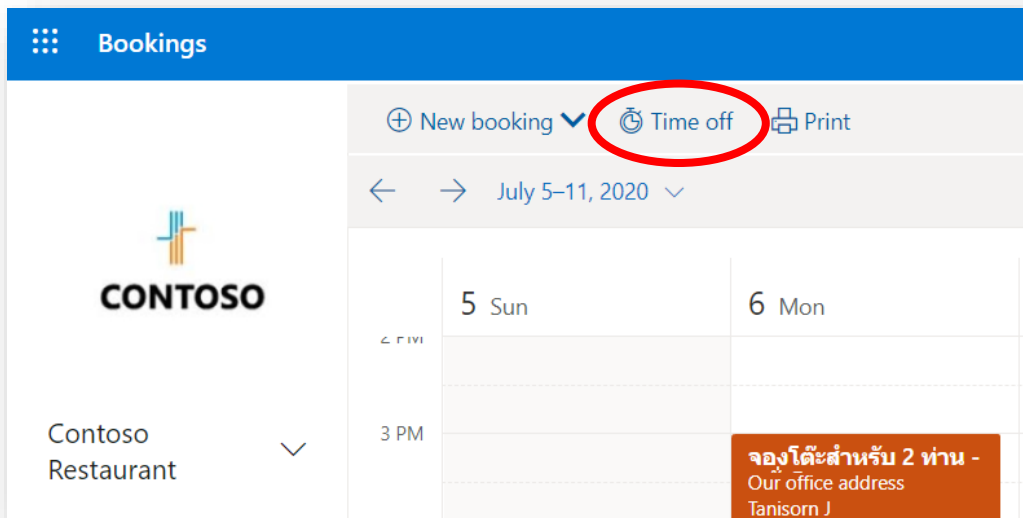 Bookings
New booking Time off Print
July 5–11, 2020
CONTOSO
5 Sun 6 Mon
2 PM
Contoso
Restaurant
3 PM
จองโต๊ะสำหรับ 2 ท่าน -
Our office address
Tanisorn J